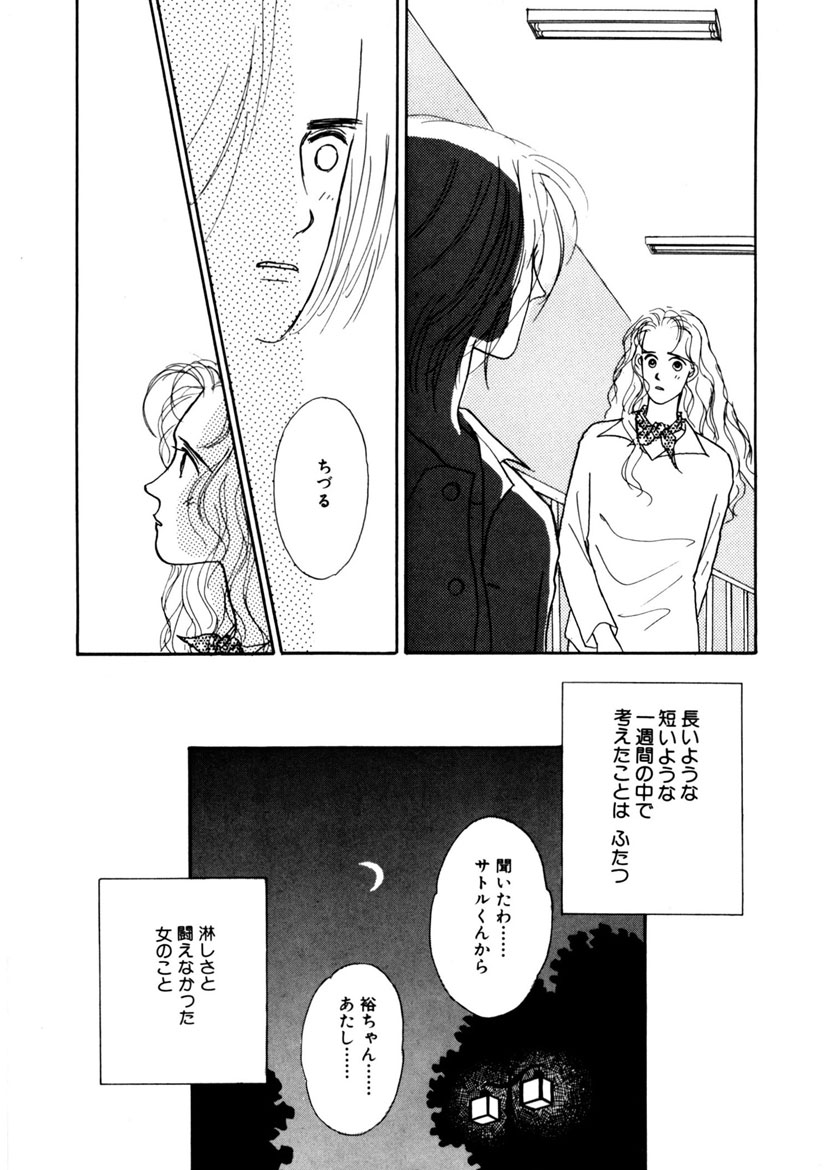 ちづる
長いような
短いような
一週間の中で
考えたことは ふたつ
聞いたわ……
サトルくんから
裕ちゃん……
あたし……
淋しさと
闘えなかった
女のこと